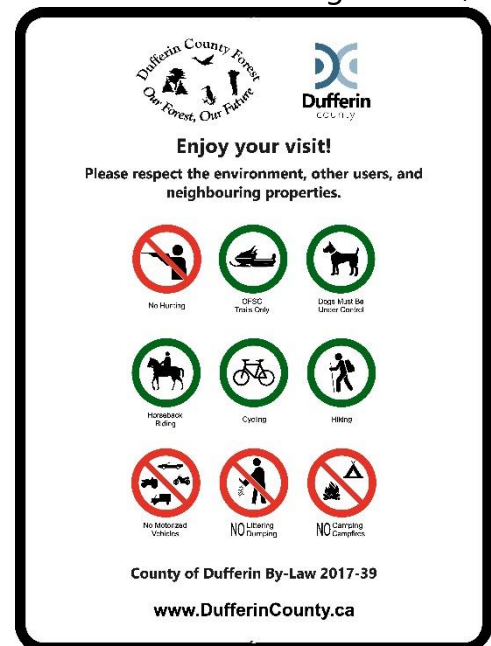 Dufferin County Forest
Our Forest, Our Future
Dufferin
county
Enjoy your visit!
Please respect the environment, other users, and
neighbouring properties.
No Hunting
OFSC
Trails Only
Dogs Must Be
Under Control
Horseback
Riding
Cycling
Hiking
No Motorized
Vehicles
NO Littering
Dumping
NO Camping
Campfires
County of Dufferin By-Law 2017-39
www.DufferinCounty.ca